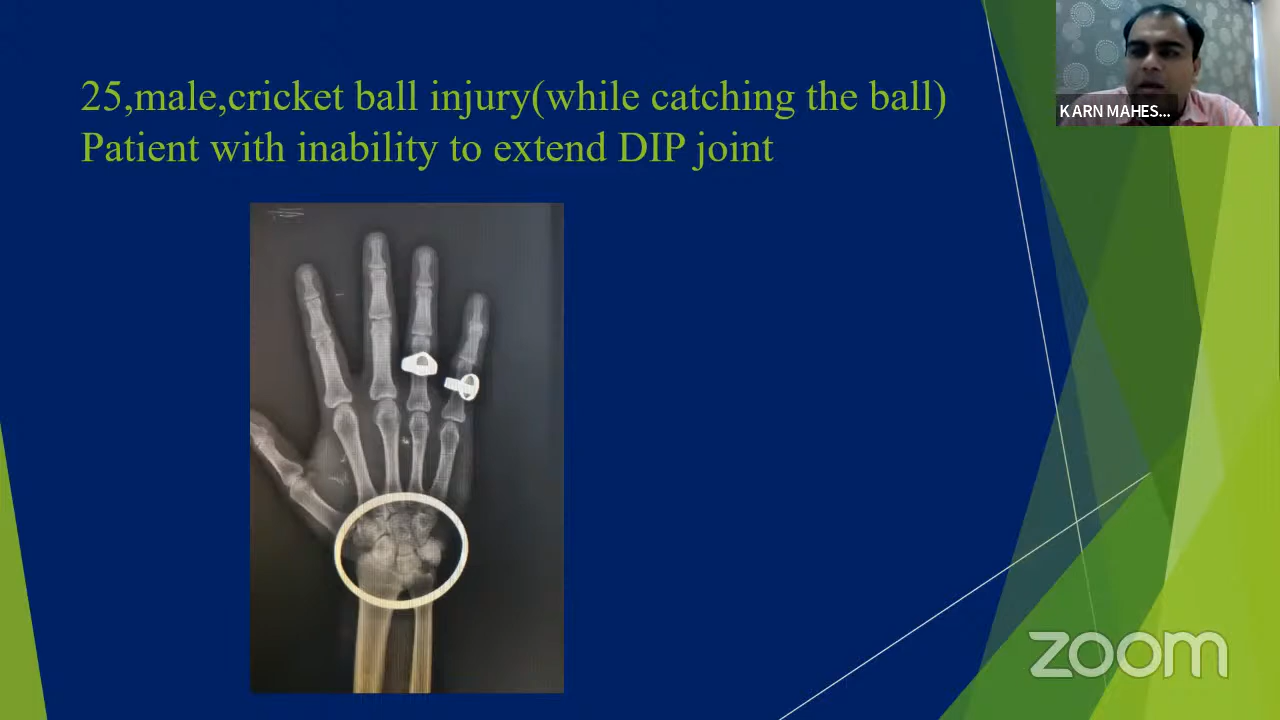 25,male,cricket ball injury(while catching the ball)
Patient with inability to extend DIP joint
KARN MAHES...
zoom